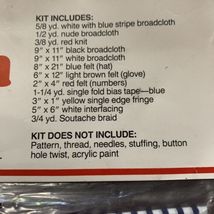 KIT INCLUDES:
5/8 yd. white with blue stripe broadcloth
1/2 yd. nude broadcloth
3/8 yd. red knit
9" x 11" black broadcloth
9" x 11" white broadcloth
8" x 21" blue felt (hat)
6" x 12" light brown felt (glove)
2" x 4" red felt (numbers)
1-1/4 yd. single fold bias tape—blue
3" x 1" yellow single edge fringe
5" x 6" white interfacing
3/4 yd. Soutache braid
KIT DOES NOT INCLUDE:
Pattern, thread, needles, stuffing, button
hole twist, acrylic paint